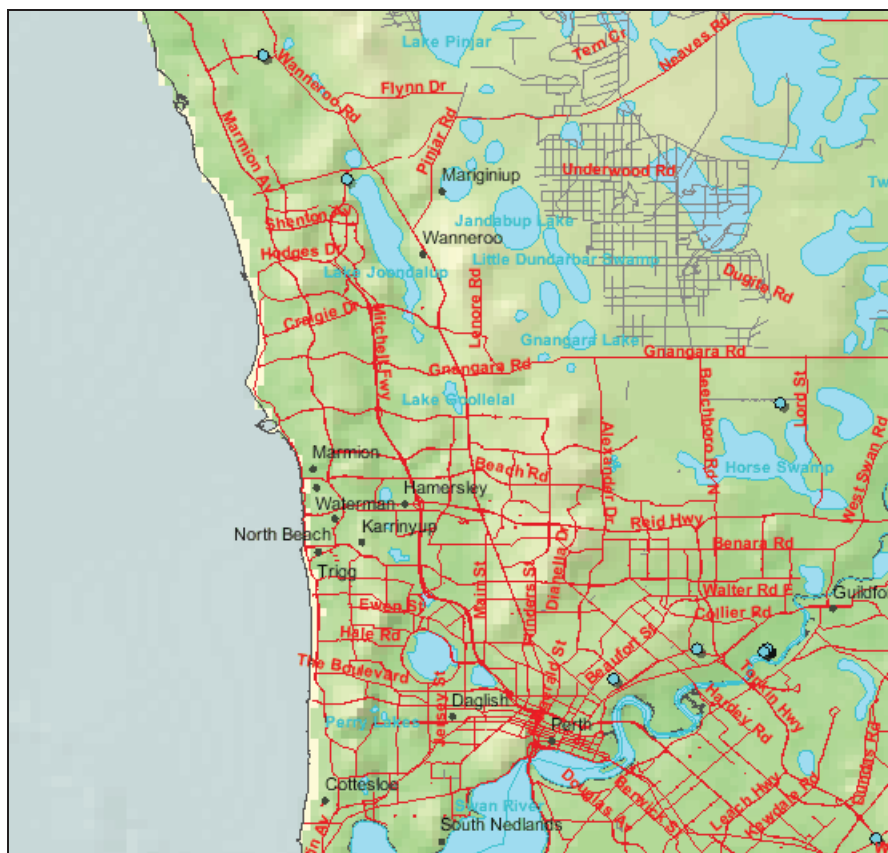 Lake Pinjar
Tern Cr
Neaves Rd
Wanneroo Rd
Flynn Dr
Marmion Av
Pinjar Rd
Underwood Rd
Mariginiup
Tw
Shenton Av
Jandabup Lake
Wanneroo
Hodges Dr
Little Dundarbar Swamp
Lake Joondalup
Dugite Rd
Craigie Dr
Lenore Rd
Mitchell Fwy
Gnangara Lake
Gnangara Rd
Gnangara Rd
Lake Goollelal
Beechboro Rd N
Lord St
Alexander Dr
West Swan Rd
Marmion
Beach Rd
Horse Swamp
Hamersley
Waterman
Reid Hwy
North Beach
Karrinyup
Benara Rd
Dianella Dr
Trigg
Main St
Flinders St
Walter Rd E
Guildfo
Ewen St
Collier Rd
Hale Rd
Beaufort St
The Boulevard
Tonkin Hwy
Jersey St
Daglish
Hardey Rd
Perry Lakes
Perth
Dundas Rd
Cottesloe
Swan River
Douglas Av
Berwick St
Leach Hwy
Kewdale Rd
South Nedlands